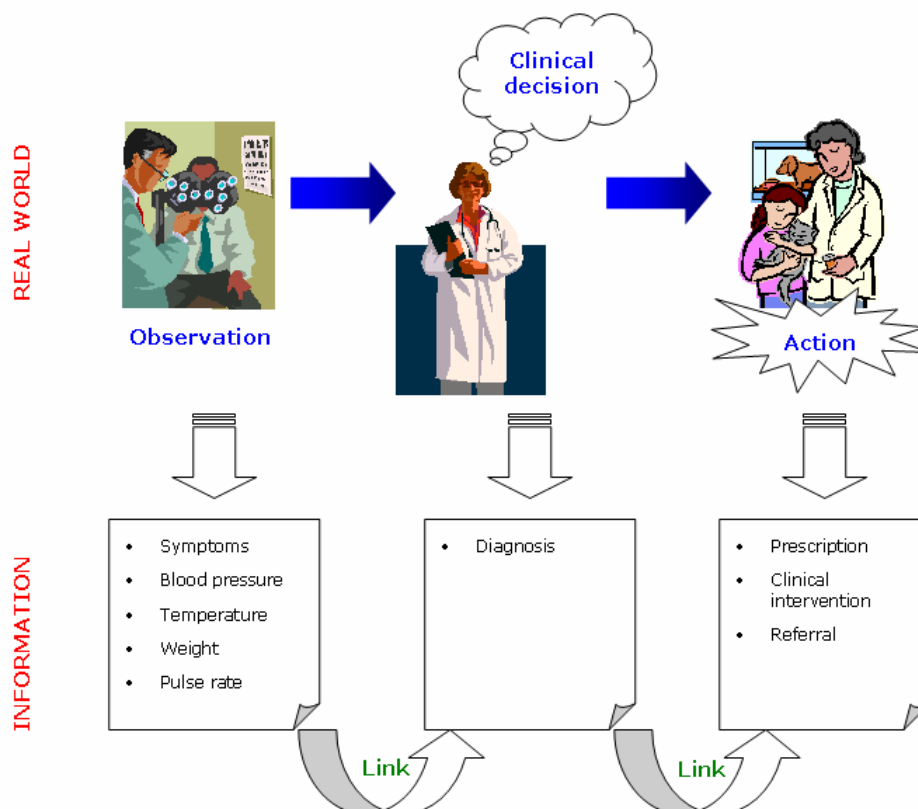 Clinical
decision
REAL WORLD
Observation
Action
INFORMATION
• Symptoms
• Blood pressure
• Temperature
• Weight
• Pulse rate
• Diagnosis
• Prescription
• Clinical
intervention
• Referral
Link
Link